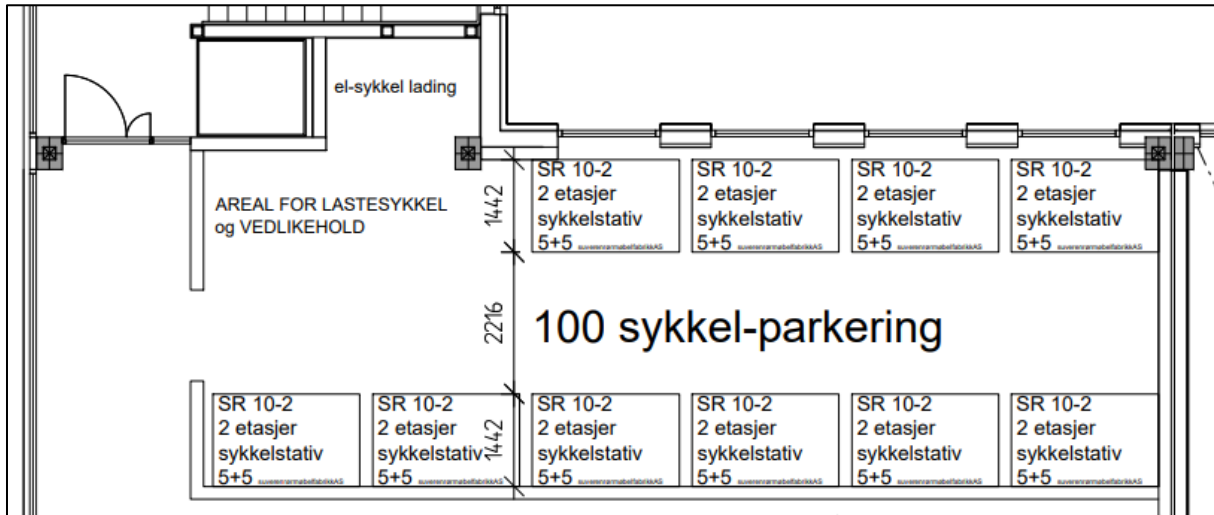 el-sykkel lading
AREAL FOR LASTESYKKEL
og VEDLIKEHOLD
1442
SR 10-2
2 etasjer
sykkelstativ
5+5
SR 10-2
2 etasjer
sykkelstativ
5+5
SR 10-2
2 etasjer
sykkelstativ
5+5
SR 10-2
2 etasjer
sykkelstativ
5+5
2216
100 sykkel-parkering
SR 10-2
2 etasjer
sykkelstativ
5+5
SR 10-2
2 etasjer
sykkelstativ
5+5
1442
SR 10-2
2 etasjer
sykkelstativ
5+5
SR 10-2
2 etasjer
sykkelstativ
5+5
SR 10-2
2 etasjer
sykkelstativ
5+5
SR 10-2
2 etasjer
sykkelstativ
5+5